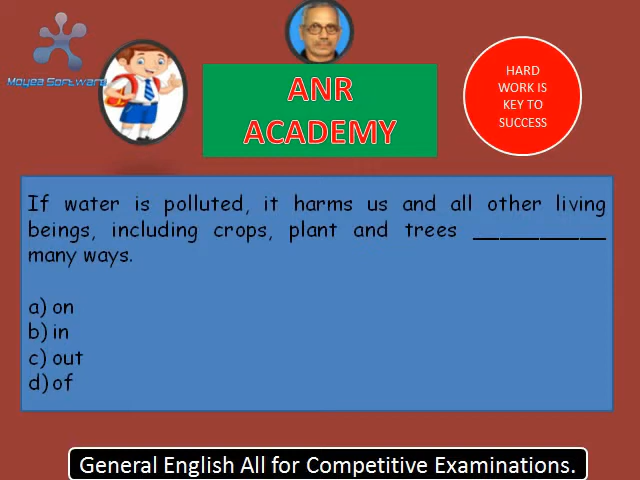 Moyea Software
ANR
ACADEMY
HARD
WORK IS
KEY TO
SUCCESS
If water is polluted, it harms us and all other living
beings, including crops, plant and trees ___________
many ways.
a) on
b) in
c) out
d) of
General English All for Competitive Examinations.